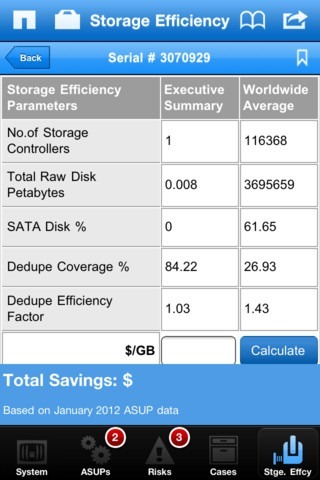 Storage Efficiency
Back
Serial # 3070929
Storage Efficiency Parameters Executive Summary Worldwide Average
No.of Storage Controllers 1 116368
Total Raw Disk Petabytes 0.008 3695659
SATA Disk % 0 61.65
Dedupe Coverage % 84.22 26.93
Dedupe Efficiency Factor 1.03 1.43
$/GB Calculate
Total Savings: $
Based on January 2012 ASUP data
2 3
System ASUPs Risks Cases Stge. Effcy